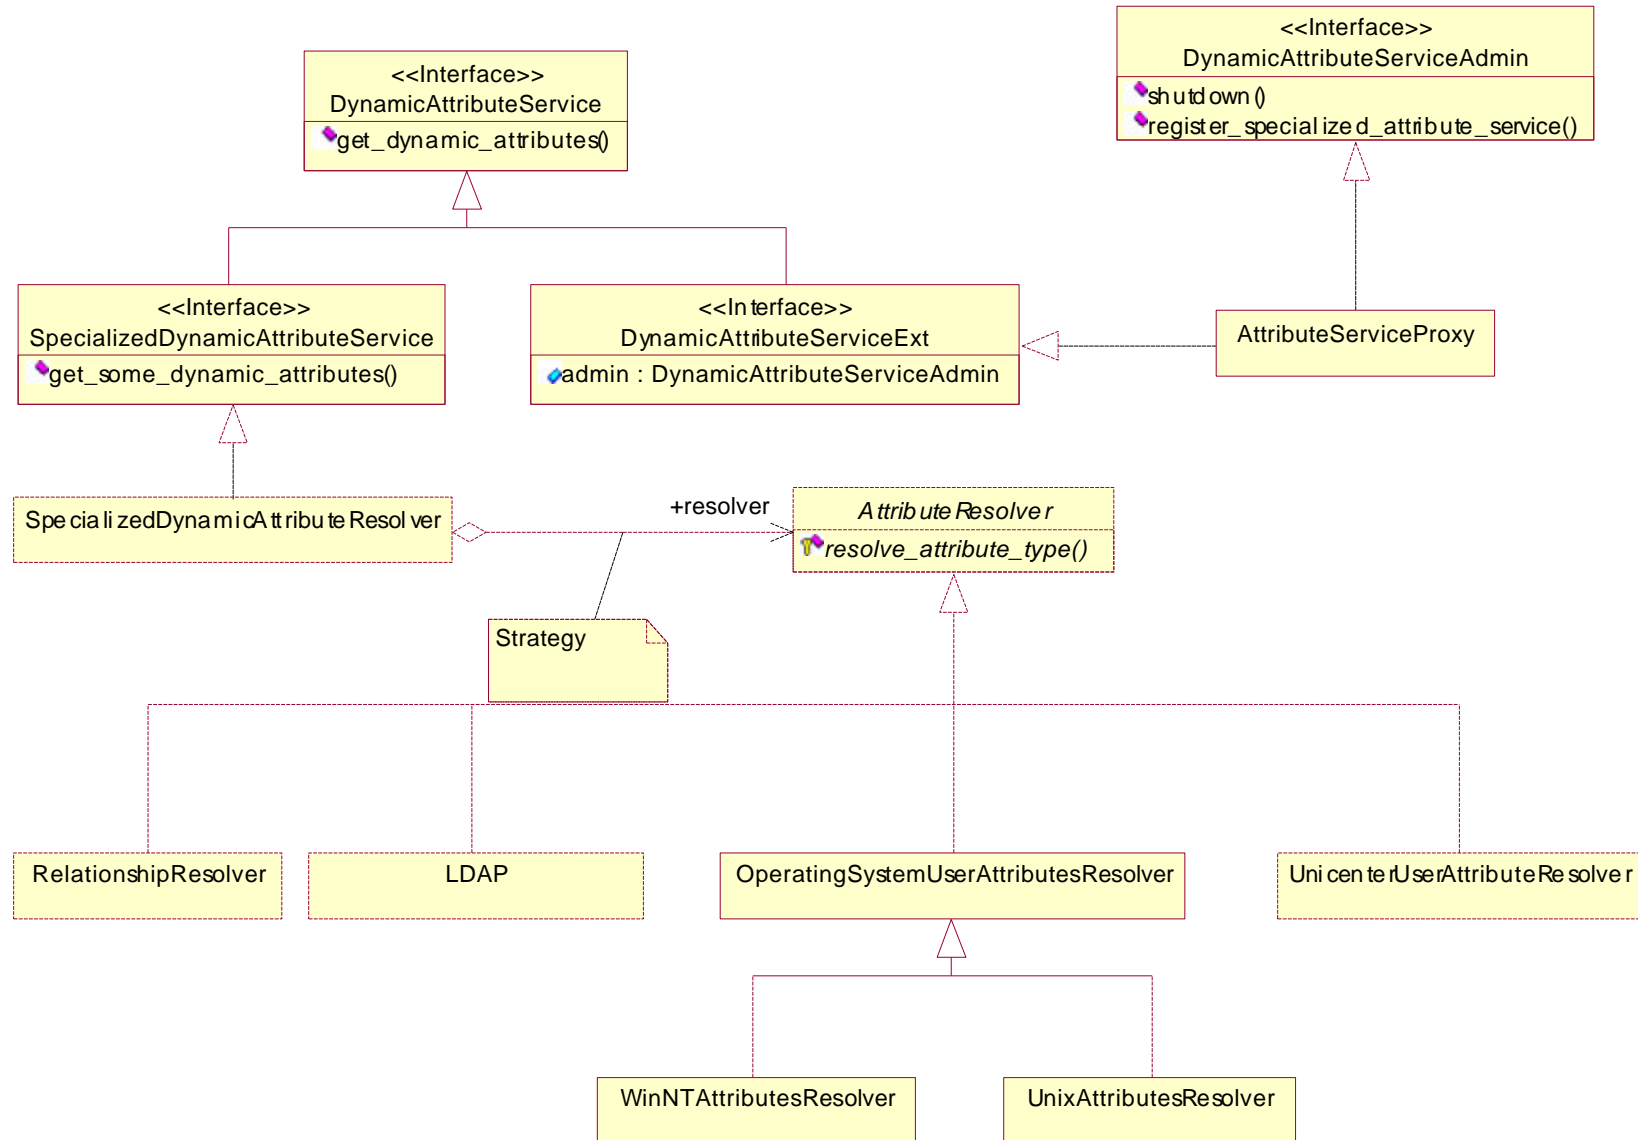 <<Interface>>
DynamicAttributeServiceAdmin
shutdown()
register_specialized_attribute_service()
<<Interface>>
DynamicAttributeService
get_dynamic_attributes()
<<Interface>>
SpecializedDynamicAttributeService
get_some_dynamic_attributes()
<<Interface>>
DynamicAttributeServiceExt
admin : DynamicAttributeServiceAdmin
AttributeServiceProxy
SpecializedDynamicAttributeResolver
+resolver
AttributeResolver
resolve_attribute_type()
Strategy
RelationshipResolver
LDAP
OperatingSystemUserAttributesResolver
UnicenterUserAttributeResolver
WinNTAttributesResolver
UnixAttributesResolver